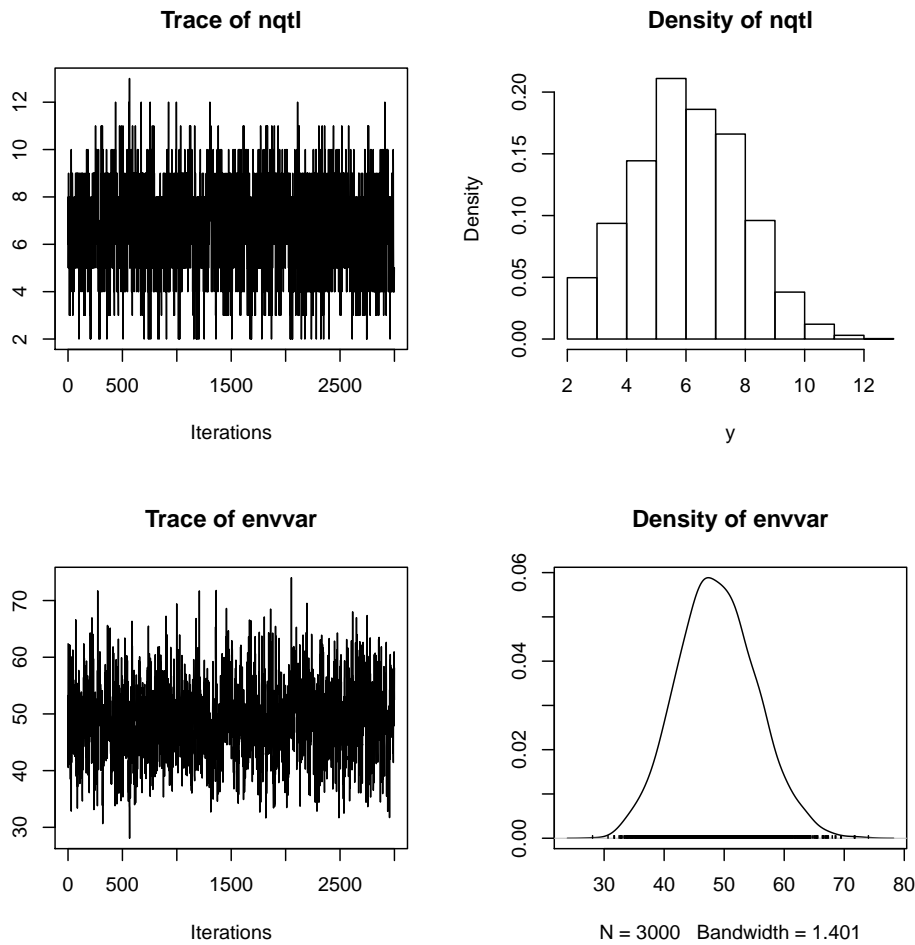 Trace of nqtl
2 4 6 8 10 12
0 500 1500 2500
Iterations
Density of nqtl
Density
0.00 0.05 0.10 0.15 0.20
2 4 6 8 10 12
y
Trace of envvar
30 40 50 60 70
0 500 1500 2500
Iterations
Density of envvar
0.00 0.02 0.04 0.06
30 40 50 60 70 80
N = 3000 Bandwidth = 1.401